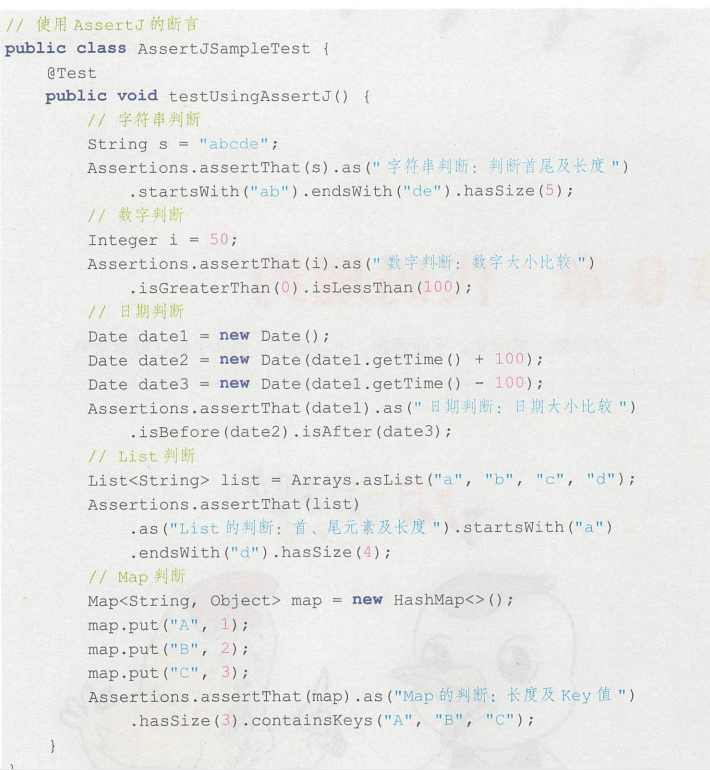 // 使用 AssertJ 的断言
public class AssertJSampleTest {
    @Test
    public void testUsingAssertJ() {
        // 字符串判断
        String s = "abcde";
        Assertions.assertThat(s).as("字符串判断：判断首尾及长度")
            .startsWith("ab").endsWith("de").hasSize(5);
        // 数字判断
        Integer i = 50;
        Assertions.assertThat(i).as("数字判断：数字大小比较")
            .isGreaterThan(0).isLessThan(100);
        // 日期判断
        Date date1 = new Date();
        Date date2 = new Date(date1.getTime() + 100);
        Date date3 = new Date(date1.getTime() - 100);
        Assertions.assertThat(date1).as("日期判断：日期大小比较")
            .isBefore(date2).isAfter(date3);
        // List 判断
        List<String> list = Arrays.asList("a", "b", "c", "d");
        Assertions.assertThat(list)
            .as("List 的判断：首、尾元素及长度").startsWith("a")
            .endsWith("d").hasSize(4);
        // Map 判断
        Map<String, Object> map = new HashMap<>();
        map.put("A", 1);
        map.put("B", 2);
        map.put("C", 3);
        Assertions.assertThat(map).as("Map 的判断：长度及 Key 值")
            .hasSize(3).containsKeys("A", "B", "C");
    }
}